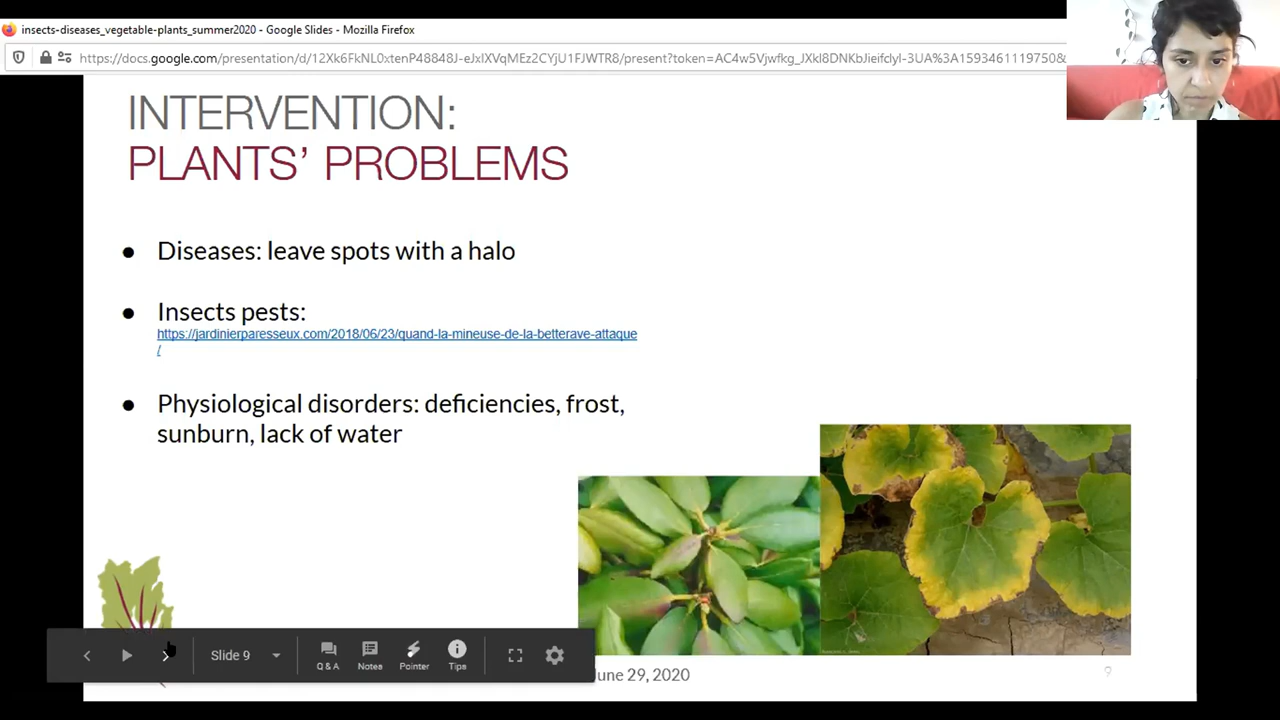 insects-diseases_vegetable-plants_summer2020 - Google Slides - Mozilla Firefox
https://docs.google.com/presentation/d/12Xk6FkNL0xtenP48848J-eJxIXVqMEz2CYjU1FJWTR8/present?token=AC4w5Vjwfkg_JXkl8DNKbJieifclyl-3UA%3A1593461119750&
INTERVENTION:
PLANTS’ PROBLEMS
● Diseases: leave spots with a halo
● Insects pests:
https://jardinierparesseux.com/2018/06/23/quand-la-mineuse-de-la-betterave-attaque
/
● Physiological disorders: deficiencies, frost,
sunburn, lack of water
Slide 9
Q & A
Notes
Pointer
Tips
June 29, 2020
9